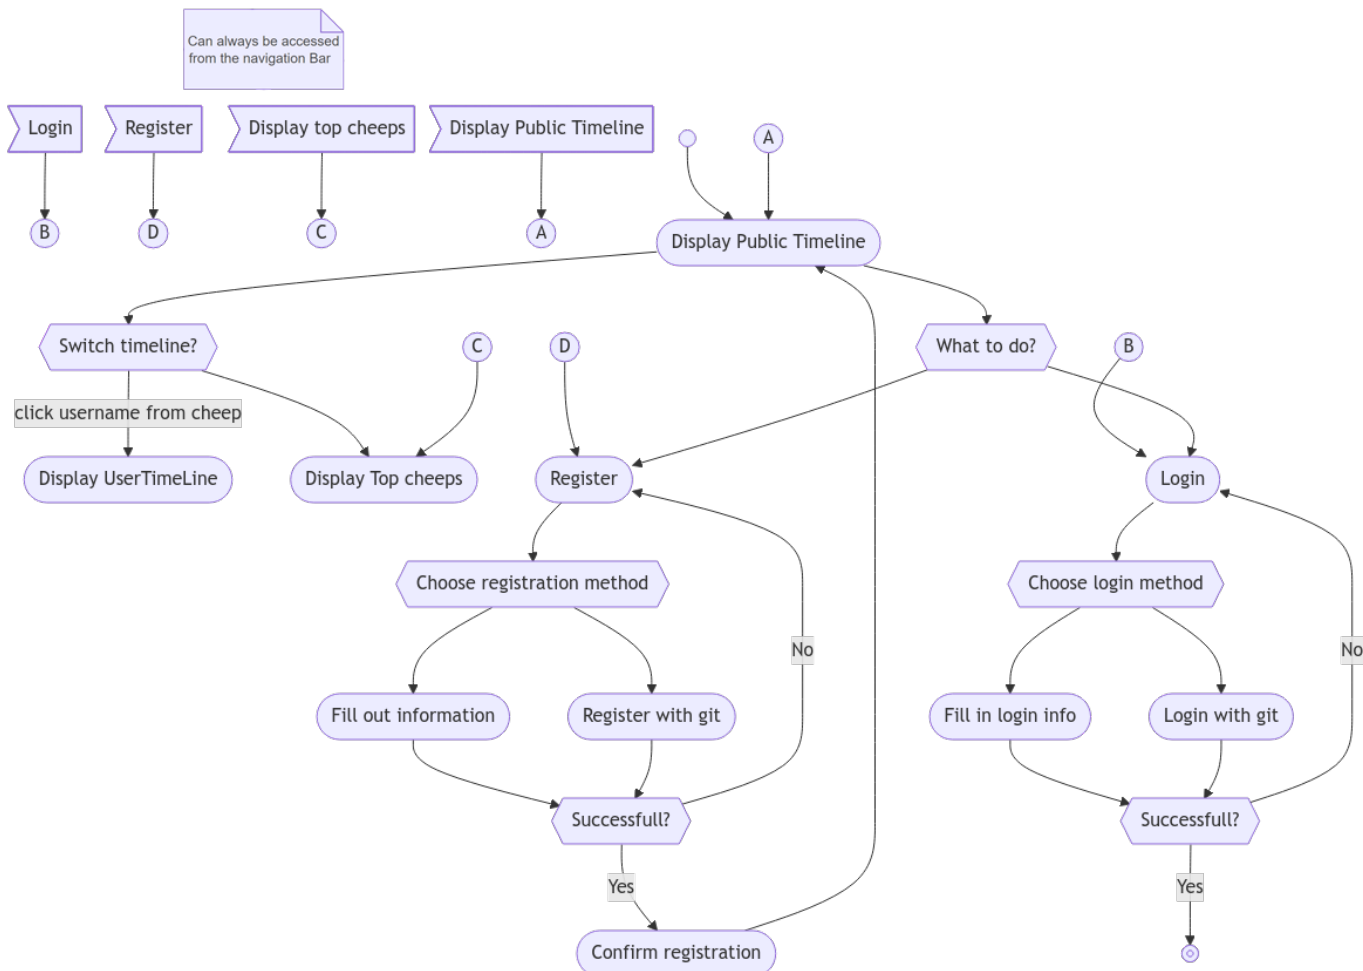 Can always be accessed
from the navigation Bar
Login
Register
Display top cheeps
Display Public Timeline
A
B
D
C
A
Display Public Timeline
Switch timeline?
C
D
What to do?
B
click username from cheep
Display UserTimeLine
Display Top cheeps
Register
Login
Choose registration method
Choose login method
No
No
Fill out information
Register with git
Fill in login info
Login with git
Successfull?
Successfull?
Yes
Yes
Confirm registration